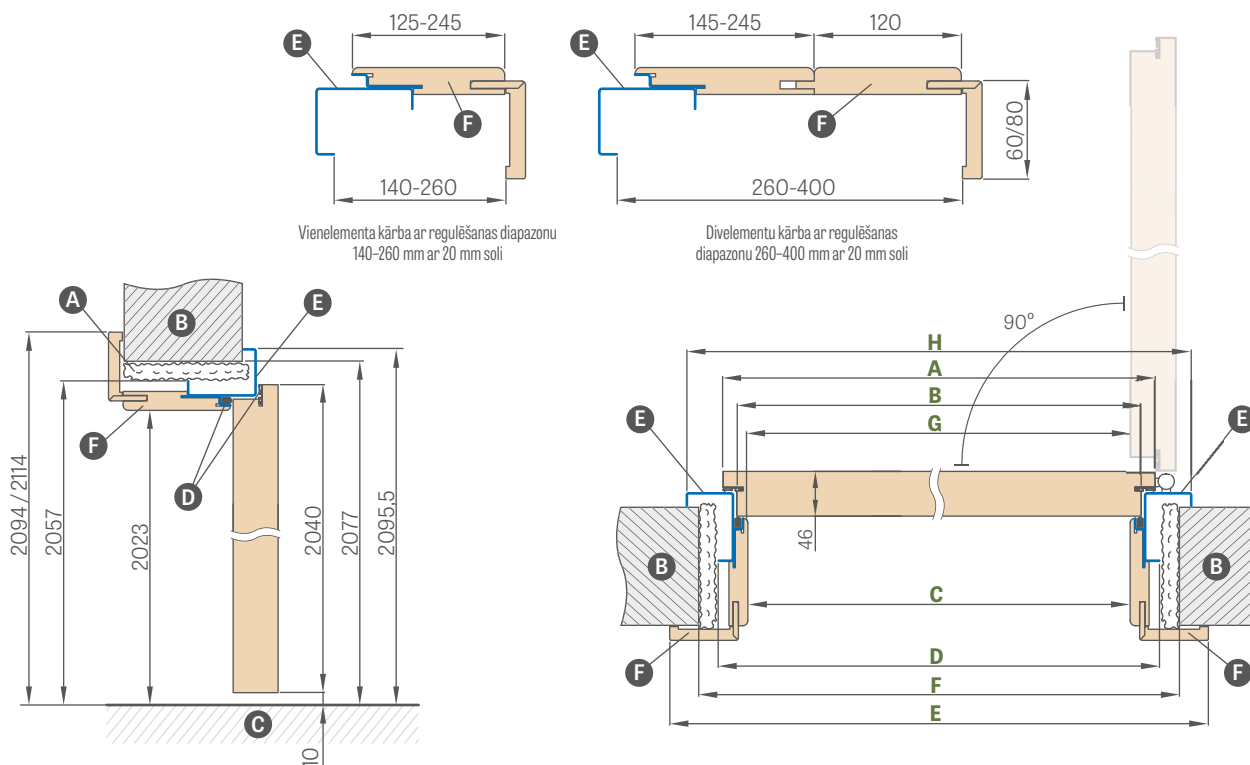 125-245
E
F
140-260
Vienelementa kārba ar regulēšanas diapazonu
140–260 mm ar 20 mm soli
145-245
120
E
F
60/80
260-400
Divelementu kārba ar regulēšanas
diapazonu 260–400 mm ar 20 mm soli
A
B
E
F
D
C
2094/2114
2057
2023
2040
2077
2095,5
10
90°
H
A
B
G
E
E
46
B
B
C
F
D
F
F
E